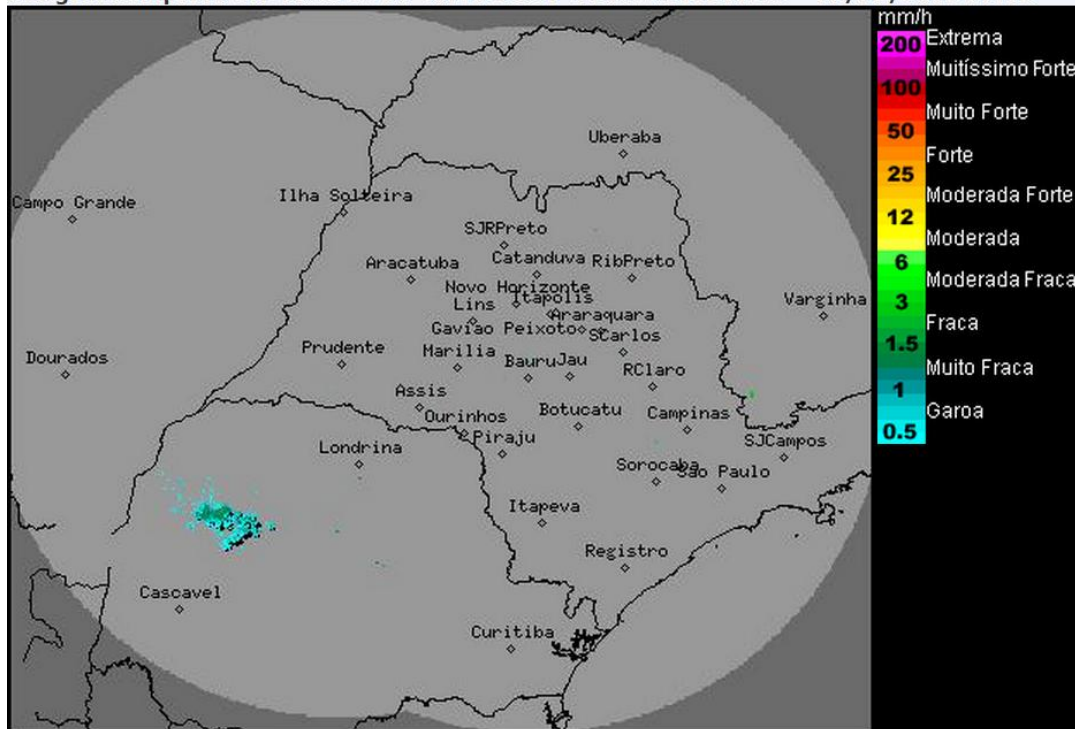 mm/h
200 Extrema
Muitíssimo Forte
100
Muito Forte
50
Forte
25
Moderada Forte
12
Moderada
6
Moderada Fraca
3
Fraca
1.5
Muito Fraca
1
Garoa
0.5
Uberaba
Ilha Solteira
Campo Grande
SJRPreto
Catanduva
RibPreto
Aracatuba
Novo Horizonte
Itapolis
Lins
Araraquara
Gaviao Peixoto
SCarlos
Varginha
Prudente
Marilia
Bauru
Jau
Dourados
RClaro
Assis
Ourinhos
Botucatu
Campinas
Piraju
Londrina
SJCampos
Sorocaba
Sao Paulo
Itapeva
Registro
Cascavel
Curitiba